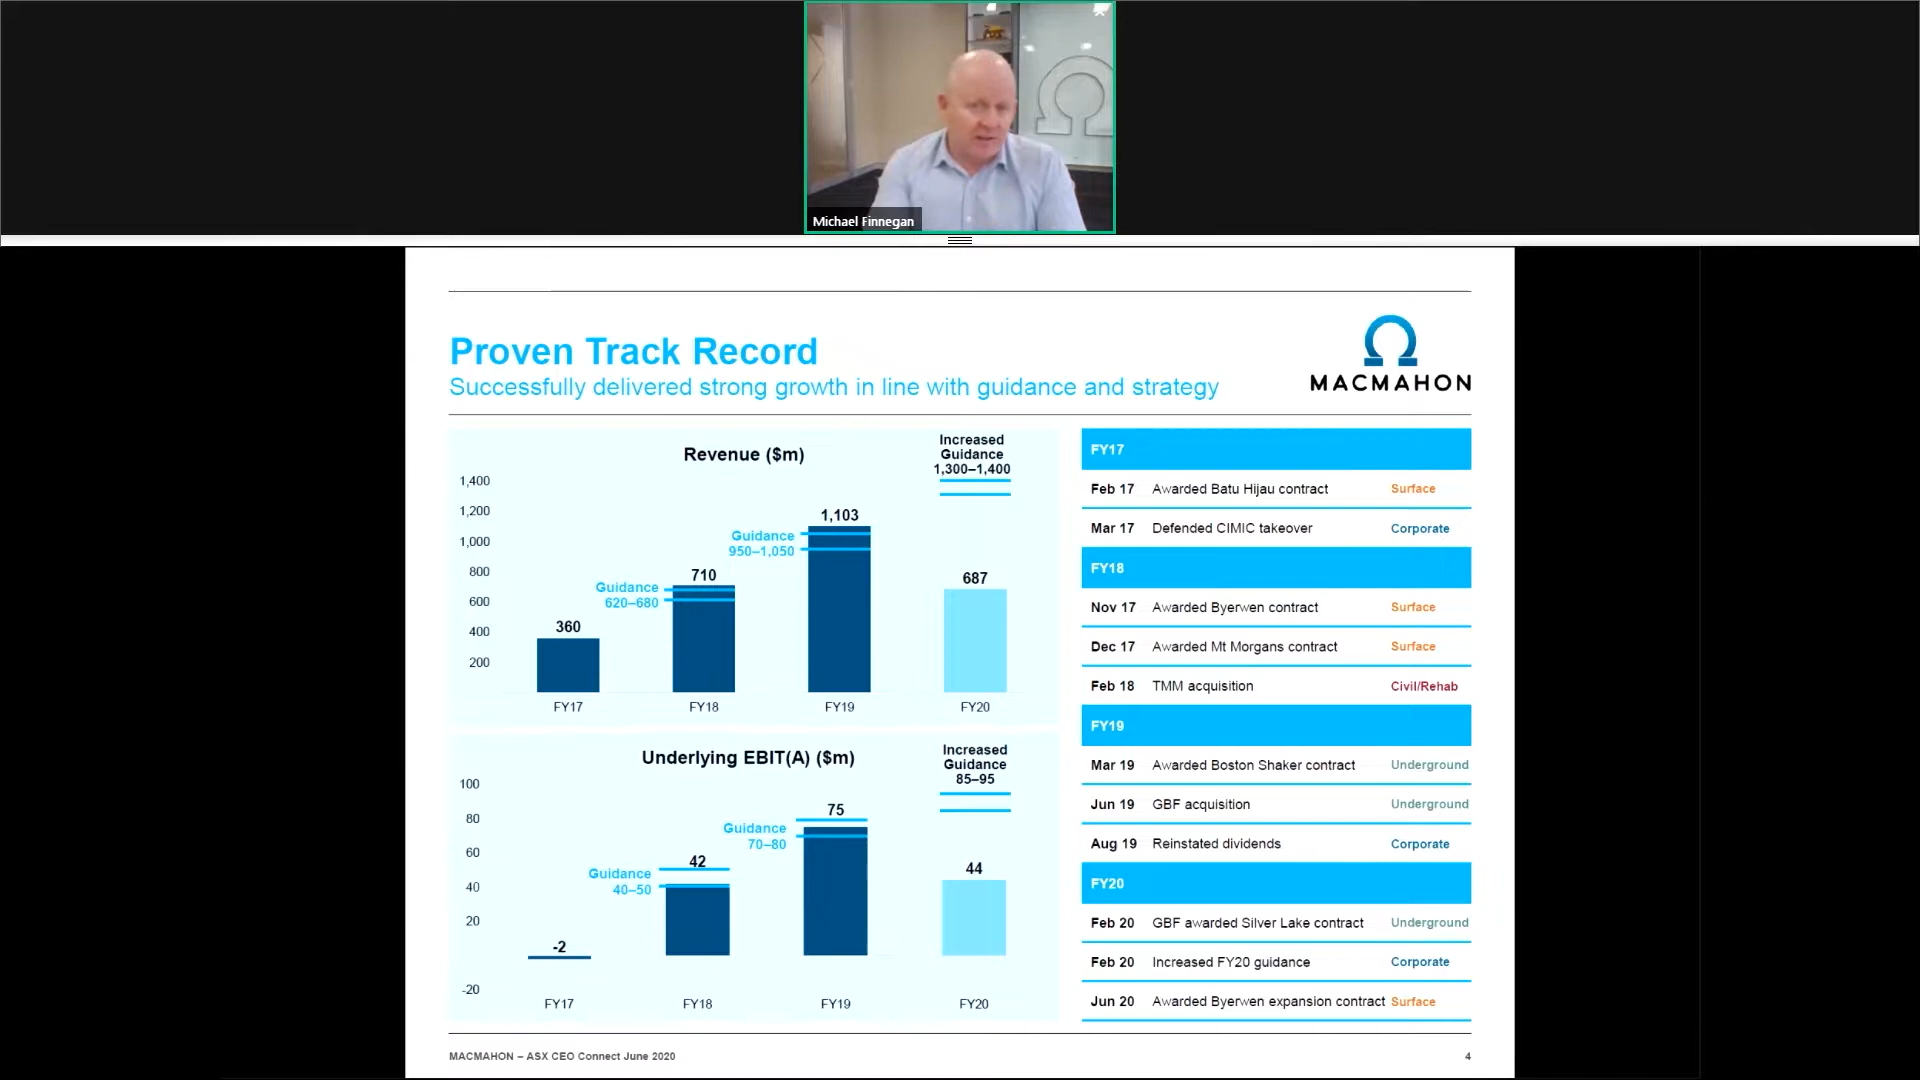 Michael Finnegan
Proven Track Record
Successfully delivered strong growth in line with guidance and strategy
MACMAHON
Revenue ($m)
Increased
Guidance
1,300–1,400
1,400
1,200
1,000
800
600
400
200
360
Guidance
620–680
710
Guidance
950–1,050
1,103
687
FY17
FY18
FY19
FY20
Underlying EBIT(A) ($m)
Increased
Guidance
85–95
100
80
60
40
20
-20
-2
Guidance
40–50
42
Guidance
70–80
75
44
FY17
FY18
FY19
FY20
FY17
Feb 17 Awarded Batu Hijau contract Surface
Mar 17 Defended CIMIC takeover Corporate
FY18
Nov 17 Awarded Byerwen contract Surface
Dec 17 Awarded Mt Morgans contract Surface
Feb 18 TMM acquisition Civil/Rehab
FY19
Mar 19 Awarded Boston Shaker contract Underground
Jun 19 GBF acquisition Underground
Aug 19 Reinstated dividends Corporate
FY20
Feb 20 GBF awarded Silver Lake contract Underground
Feb 20 Increased FY20 guidance Corporate
Jun 20 Awarded Byerwen expansion contract Surface
MACMAHON – ASX CEO Connect June 2020
4